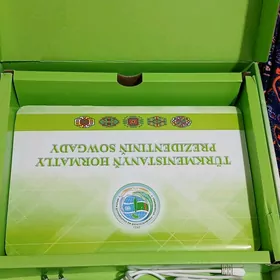 TÜRKMENISTANYŇ HORMATLY
PREZIDENTINIŇ SOWGADY